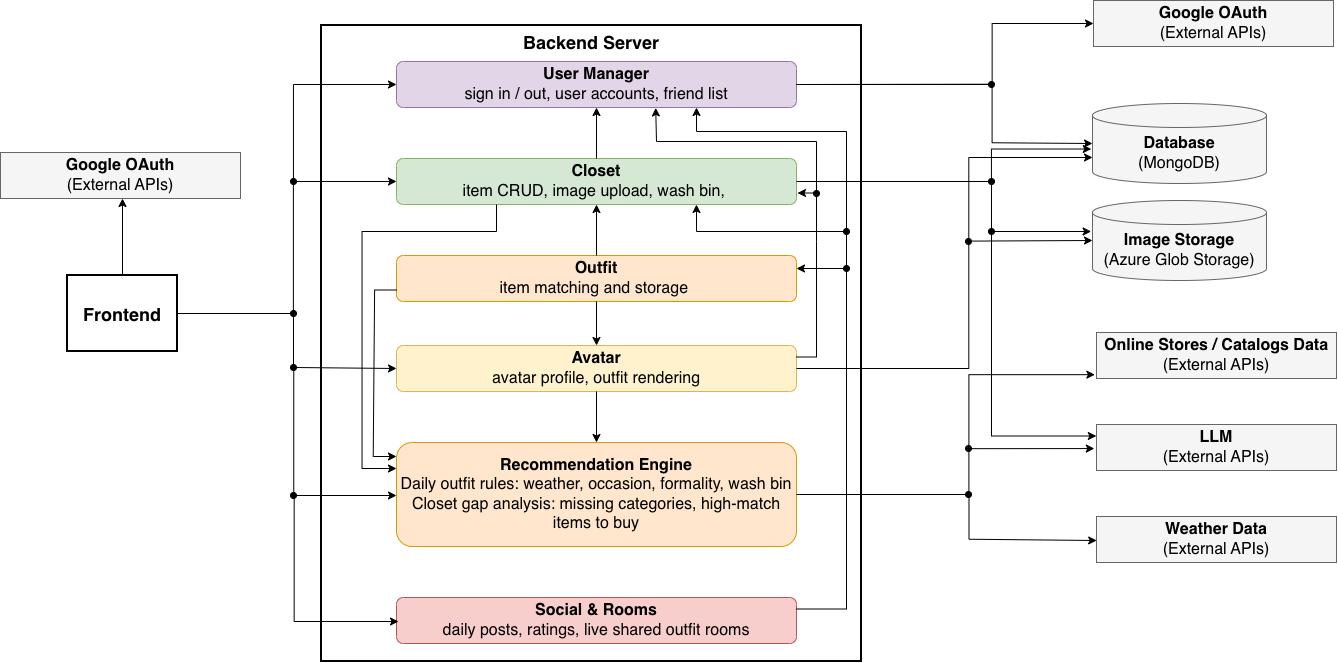 Google OAuth
(External APIs)
Backend Server
User Manager
sign in / out, user accounts, friend list
Google OAuth
(External APIs)
Closet
item CRUD, image upload, wash bin,
Database
(MongoDB)
Outfit
item matching and storage
Image Storage
(Azure Glob Storage)
Frontend
Avatar
avatar profile, outfit rendering
Online Stores / Catalogs Data
(External APIs)
Recommendation Engine
Daily outfit rules: weather, occasion, formality, wash bin
Closet gap analysis: missing categories, high-match
items to buy
LLM
(External APIs)
Weather Data
(External APIs)
Social & Rooms
daily posts, ratings, live shared outfit rooms